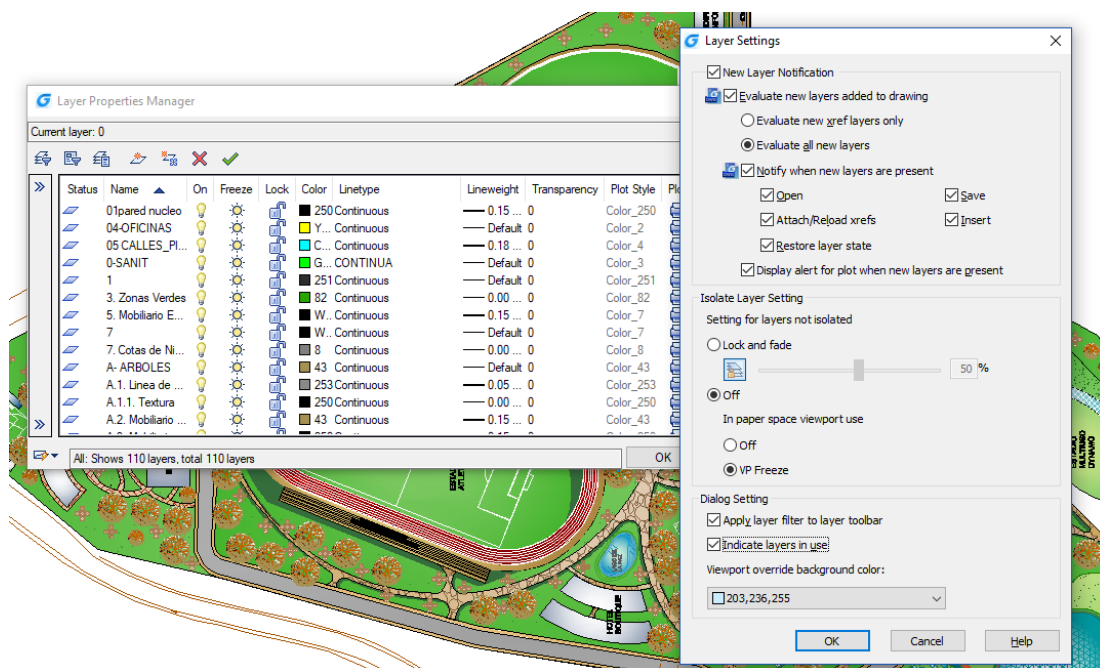 Layer Properties Manager
Current layer: 0
Status Name On Freeze Lock Color Linetype Lineweight Transparency Plot Style
01pared nucleo 250 Continuous 0.15 ... 0 Color_250
04-OFICINAS Y... Continuous Default 0 Color_2
05 CALLES_PI... C... Continuous 0.18 ... 0 Color_4
0-SANIT G... CONTINUA Default 0 Color_3
1 251 Continuous Default 0 Color_251
3. Zonas Verdes 82 Continuous 0.00 ... 0 Color_82
5. Mobiliario E... W... Continuous 0.15 ... 0 Color_7
7 W... Continuous Default 0 Color_7
7. Cotas de Ni... 8 Continuous 0.00 ... 0 Color_8
A- ARBOLES 43 Continuous Default 0 Color_43
A.1. Linea de ... 253 Continuous 0.05 ... 0 Color_253
A.1.1. Textura 250 Continuous 0.00 ... 0 Color_250
A.2. Mobiliario ... 43 Continuous 0.15 ... 0 Color_43
All: Shows 110 layers, total 110 layers
OK
HOTEL
BOUTIQUE
Layer Settings
New Layer Notification
Evaluate new layers added to drawing
Evaluate new xref layers only
Evaluate all new layers
Notify when new layers are present
Open Save
Attach/Reload xrefs Insert
Restore layer state
Display alert for plot when new layers are present
Isolate Layer Setting
Setting for layers not isolated
Lock and fade
50 %
Off
In paper space viewport use
Off
VP Freeze
Dialog Setting
Apply layer filter to layer toolbar
Indicate layers in use
Viewport override background color:
203,236,255
OK Cancel Help
ESTADIO
MULTIUSO
DYNAMO